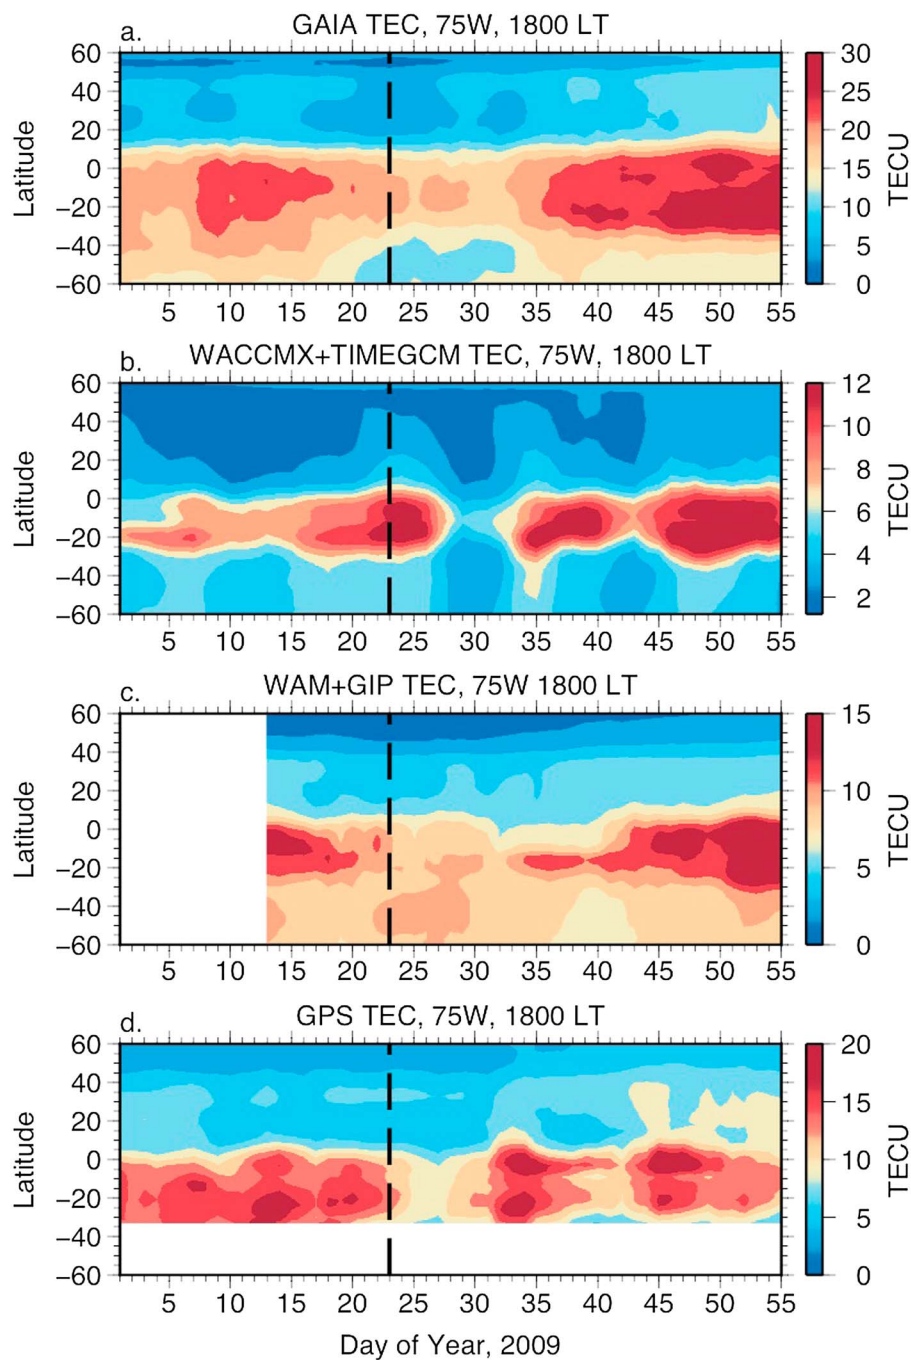 a.
GAIA TEC, 75W, 1800 LT
60
40
20
0
−20
−40
−60
Latitude
5 10 15 20 25 30 35 40 45 50 55
30
25
20
15
10
5
0
TECU
b.
WACCMX+TIMEGCM TEC, 75W, 1800 LT
60
40
20
0
−20
−40
−60
Latitude
5 10 15 20 25 30 35 40 45 50 55
12
10
8
6
4
2
TECU
c.
WAM+GIP TEC, 75W 1800 LT
60
40
20
0
−20
−40
−60
Latitude
5 10 15 20 25 30 35 40 45 50 55
15
10
5
0
TECU
d.
GPS TEC, 75W, 1800 LT
60
40
20
0
−20
−40
−60
Latitude
5 10 15 20 25 30 35 40 45 50 55
20
15
10
5
0
TECU
Day of Year, 2009